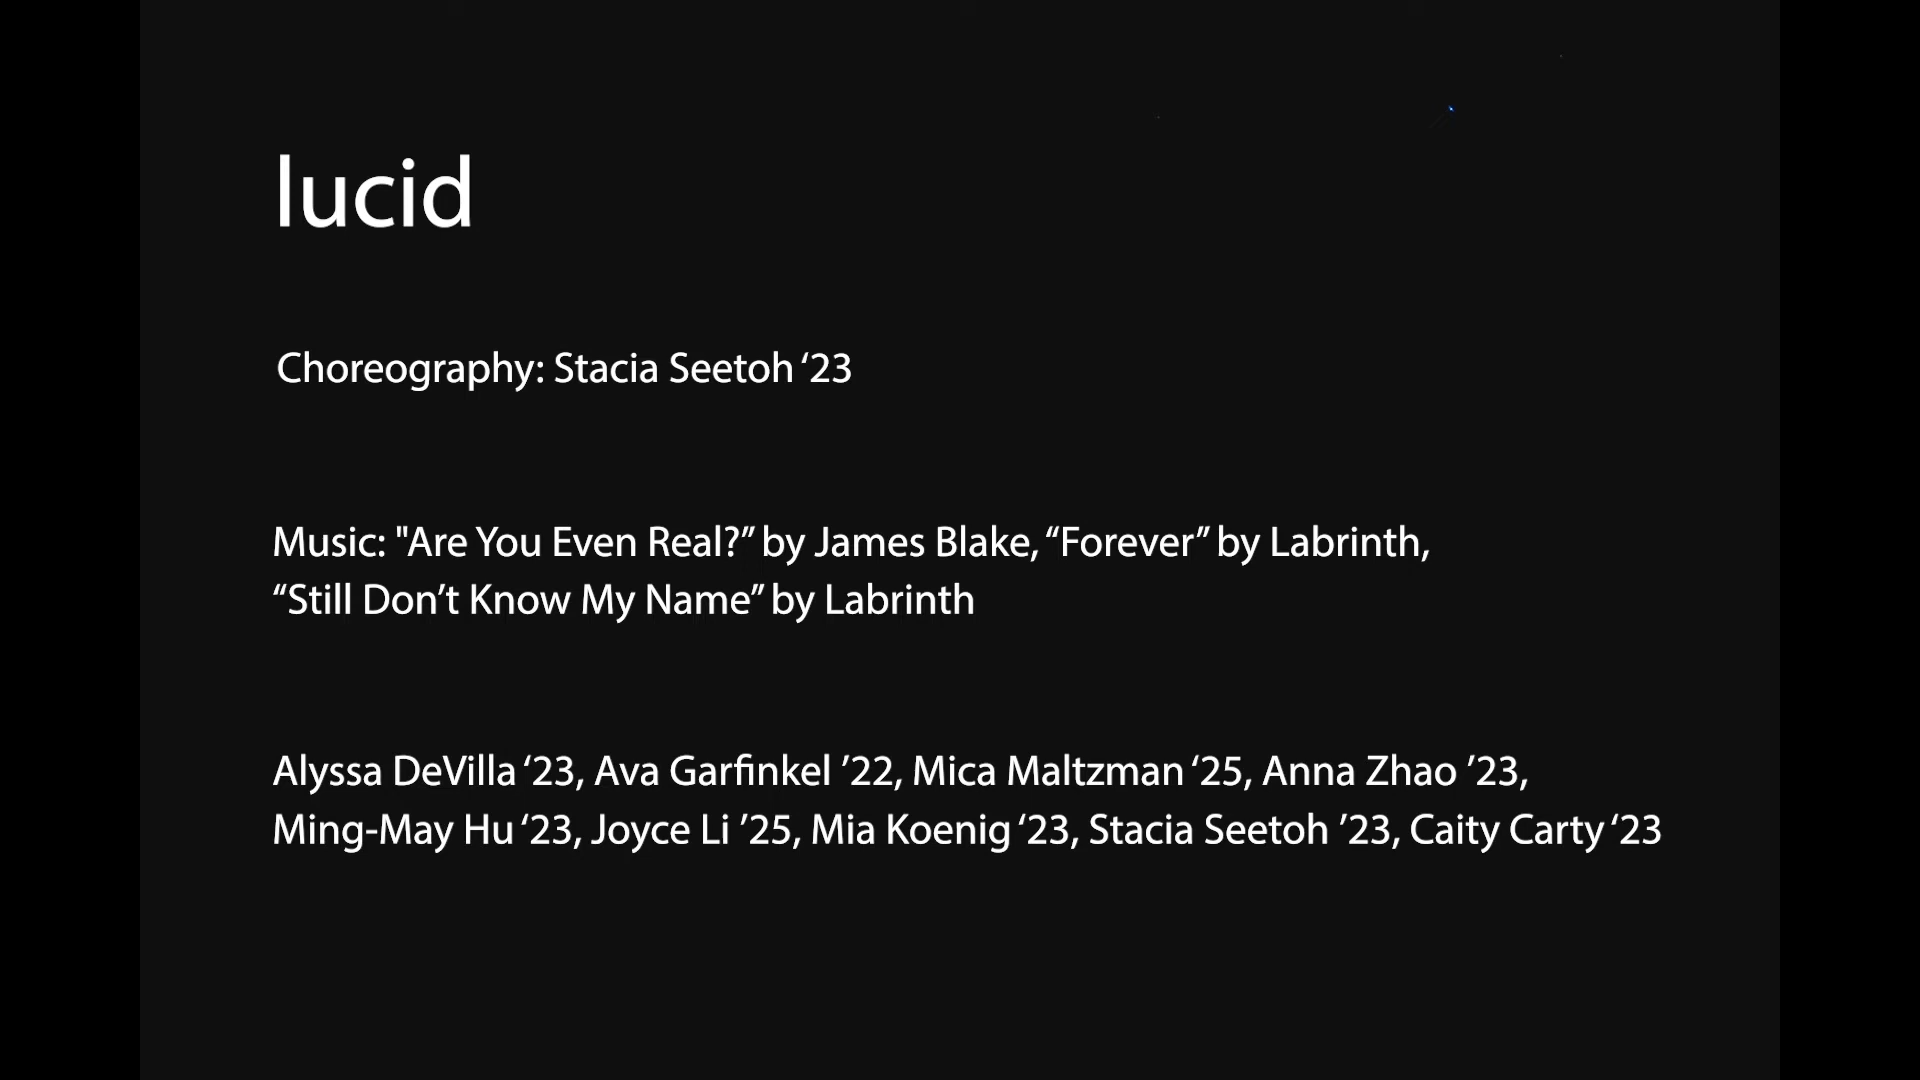 lucid
Choreography: Stacia Seetoh ‘23
Music: "Are You Even Real?” by James Blake, “Forever” by Labrinth,
“Still Don’t Know My Name” by Labrinth
Alyssa DeVilla ‘23, Ava Garfinkel ’22, Mica Maltzman ‘25, Anna Zhao ’23,
Ming-May Hu ‘23, Joyce Li ’25, Mia Koenig ‘23, Stacia Seetoh ’23, Caity Carty ‘23